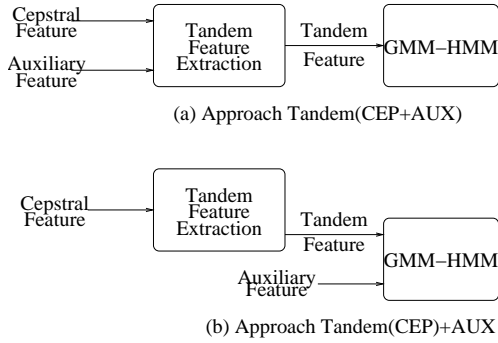 Cepstral
Feature
Auxiliary
Feature
Tandem
Feature
Extraction
Tandem
Feature
GMM−HMM
(a) Approach Tandem(CEP+AUX)
Cepstral
Feature
Tandem
Feature
Extraction
Tandem
Feature
Auxiliary
Feature
GMM−HMM
(b) Approach Tandem(CEP)+AUX